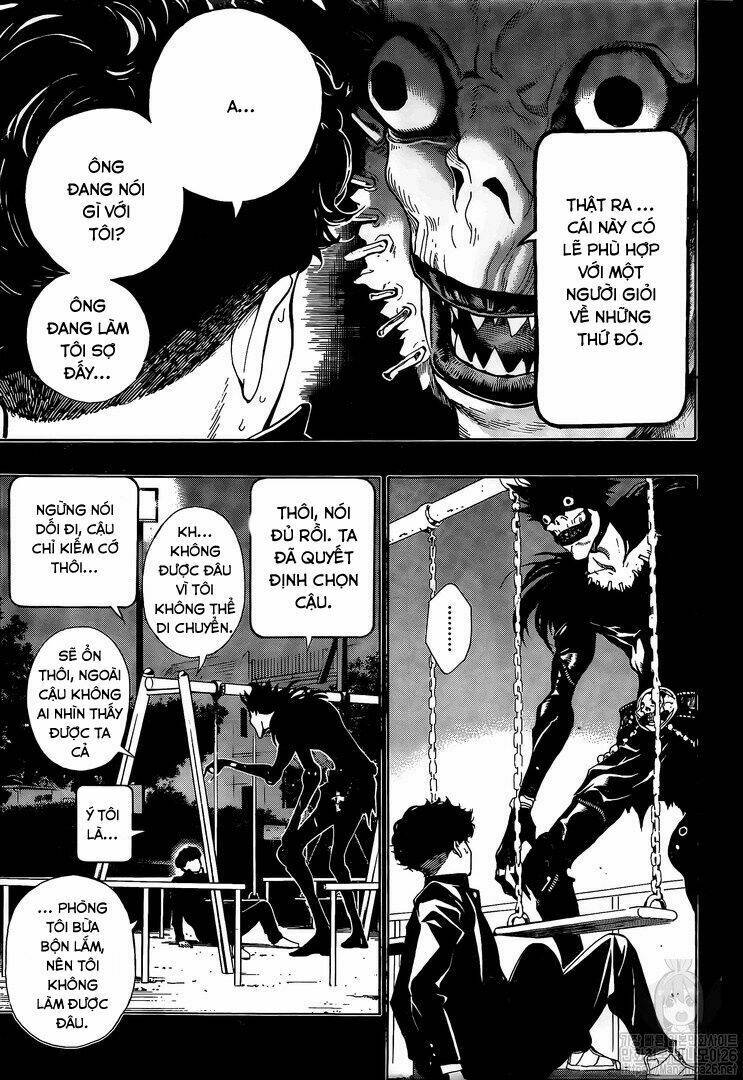 THẬT RA ...
CÁI NÀY CÓ
LẼ PHÙ HỢP
VỚI MỘT
NGƯỜI GIỎI
VỀ NHỮNG
THỨ ĐÓ.
A...
ÔNG
ĐANG NÓI
GÌ VỚI
TÔI?
ÔNG
ĐANG LÀM
TÔI SỢ
ĐẤY...
.........
THÔI, NÓI
ĐỦ RỒI. TA
ĐÃ QUYẾT
ĐỊNH CHỌN
CẬU.
KH...
KHÔNG
ĐƯỢC ĐÂU
VÌ TÔI
KHÔNG THỂ
DI CHUYỂN.
NGỪNG NÓI
DỐI ĐI, CẬU
CHỈ KIẾM CỚ
THÔI...
SẼ ỔN
THÔI, NGOÀI
CẬU KHÔNG
AI NHÌN THẤY
ĐƯỢC TA
CẢ
Ý TÔI
LÀ...
... PHÒNG
TÔI BỪA
BỘN LẮM,
NÊN TÔI
KHÔNG
LÀM ĐƯỢC
ĐÂU.